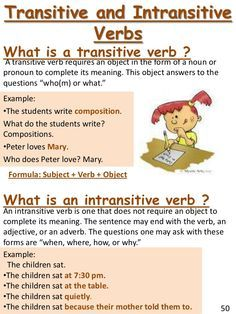 Transitive and Intransitive
Verbs
What is a transitive verb ?
A transitive verb requires an object in the form of a noun or
pronoun to complete its meaning. This object answers to the
questions "who(m) or what."
Example:
•The students write composition.
What do the students write?
Compositions.
•Peter loves Mary.
Who does Peter love? Mary.
Formula: Subject + Verb + Object
What is an intransitive verb ?
An intransitive verb is one that does not require an object to
complete its meaning. The sentence may end with the verb, an
adjective, or an adverb. The questions one may ask with these
forms are "when, where, how, or why."
Example:
The children sat.
•The children sat at 7:30 pm.
•The children sat at the table.
•The children sat quietly.
•The children sat because their mother told them to.
50